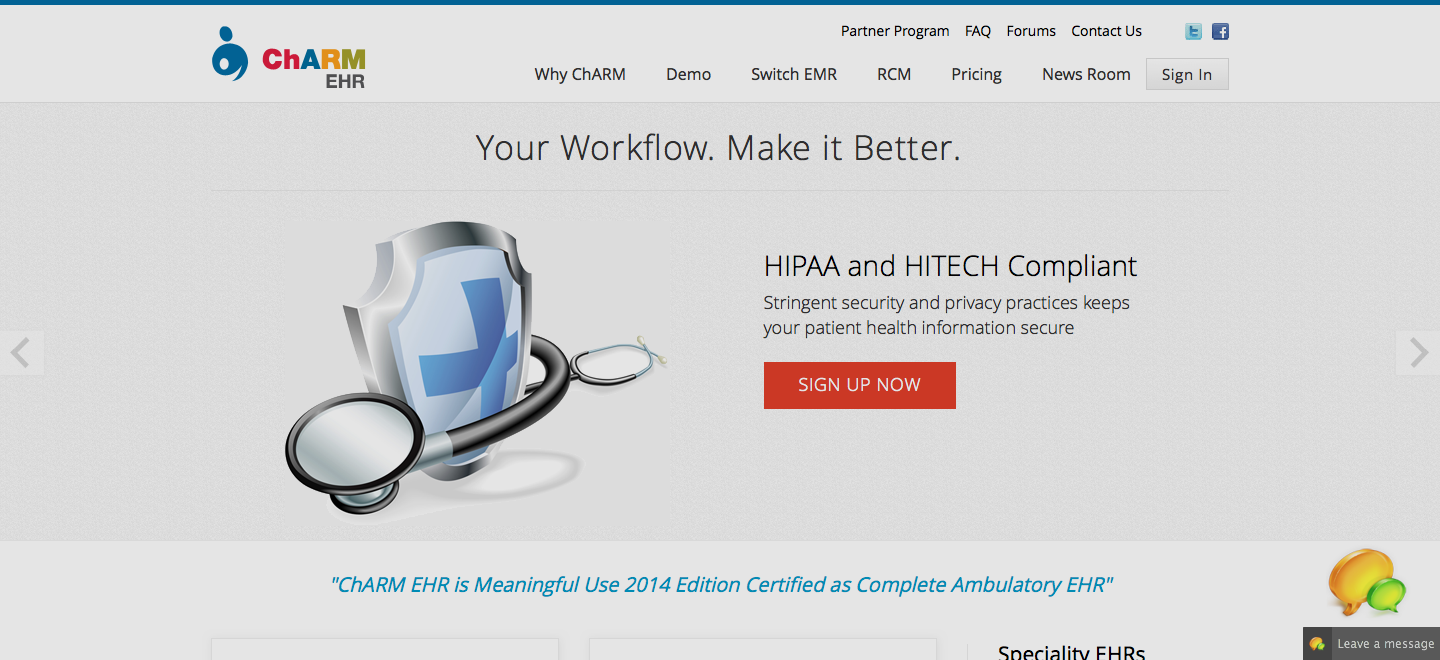 Partner Program FAQ Forums Contact Us
ChARM
EHR
Why ChARM Demo Switch EMR RCM Pricing News Room Sign In
Your Workflow. Make it Better.
HIPAA and HITECH Compliant
Stringent security and privacy practices keeps
your patient health information secure
SIGN UP NOW
"ChARM EHR is Meaningful Use 2014 Edition Certified as Complete Ambulatory EHR"
Speciality EHRs
Leave a message